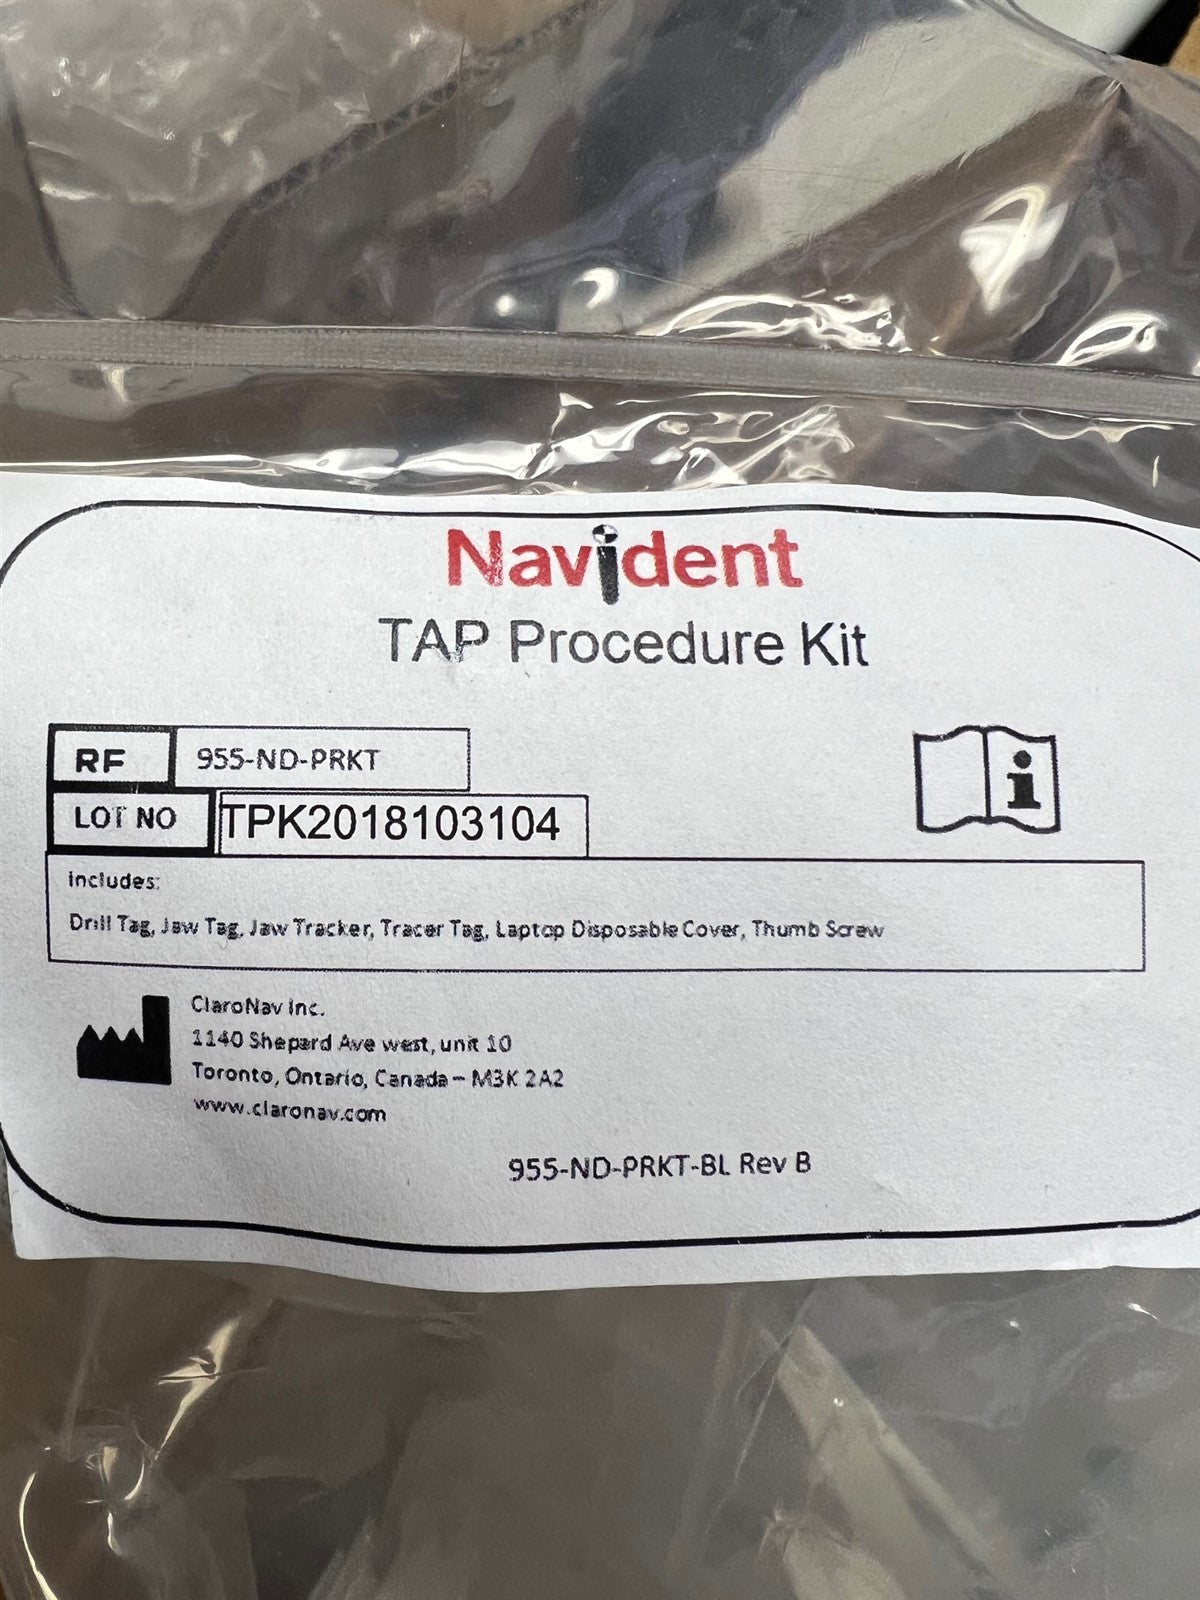 Navident
TAP Procedure Kit
RF 955-ND-PRKT
LOT NO TPK2018103104
Includes:
Drill Tag, Jaw Tag, Jaw Tracker, Tracer Tag, Laptop Disposable Cover, Thumb Screw
ClaroNav Inc.
1140 Shepard Ave west, unit 10
Toronto, Ontario, Canada – M3K 2A2
www.claronav.com
955-ND-PRKT-BL Rev B